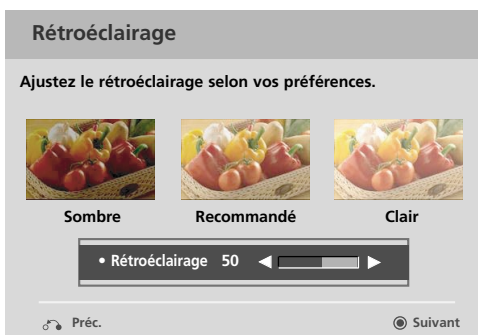 Rétroéclairage
Ajustez le rétroéclairage selon vos préférences.
Sombre Recommandé Clair
• Rétroéclairage 50
Préc. Suivant